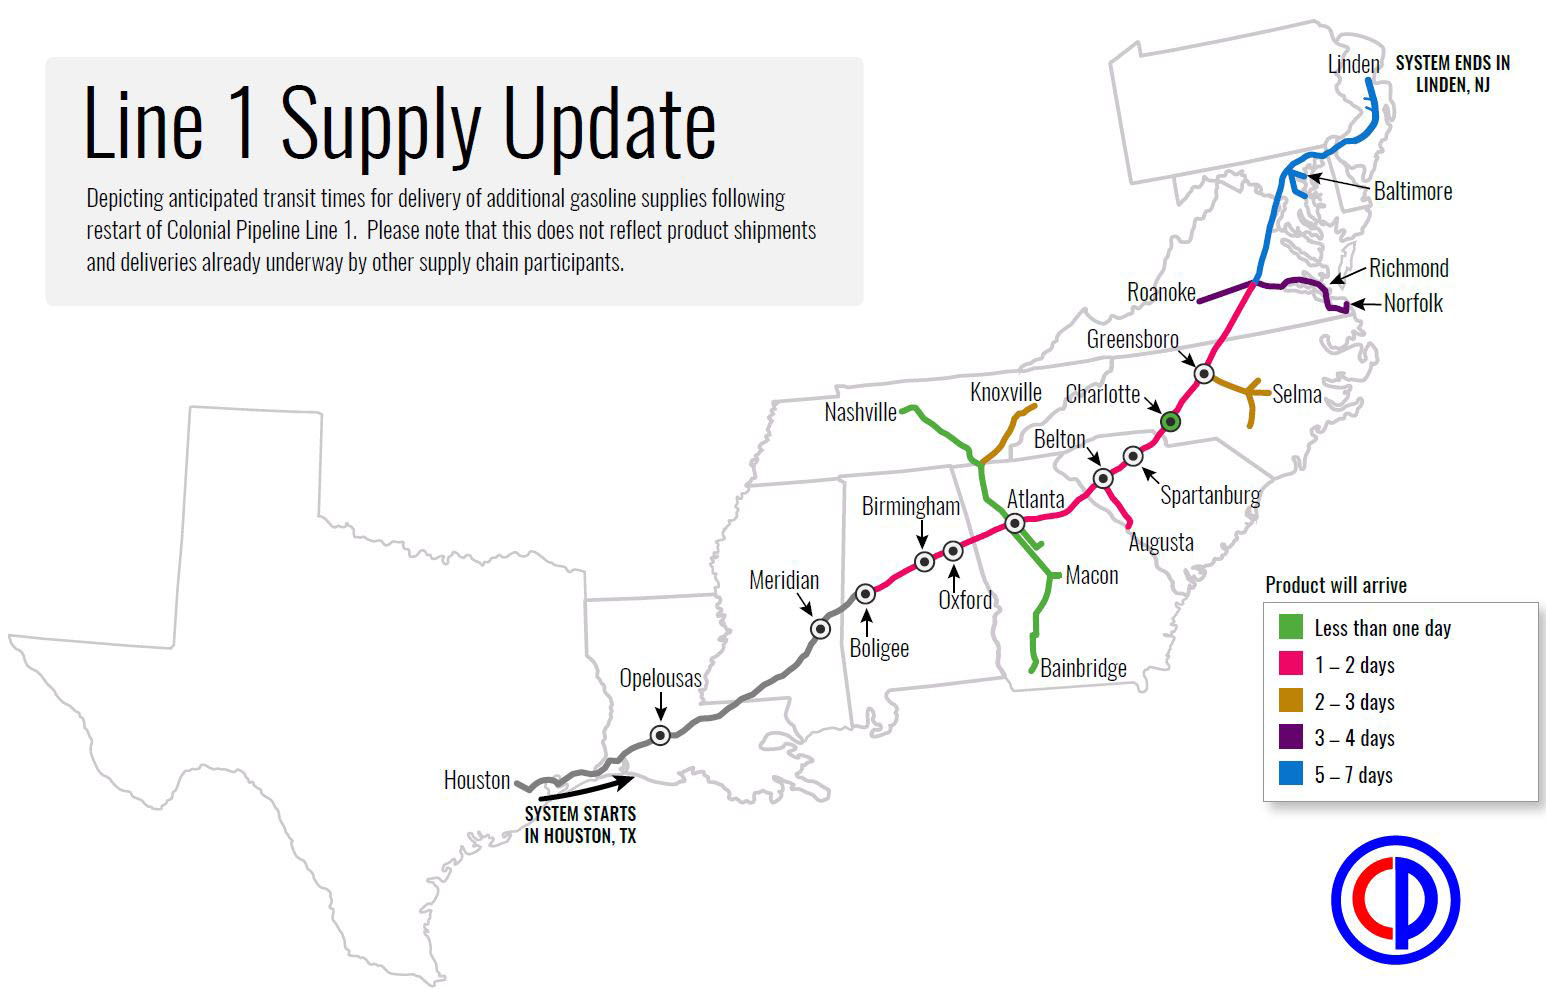 Line 1 Supply Update
Depicting anticipated transit times for delivery of additional gasoline supplies following
restart of Colonial Pipeline Line 1. Please note that this does not reflect product shipments
and deliveries already underway by other supply chain participants.
Linden
SYSTEM ENDS IN
LINDEN, NJ
Baltimore
Richmond
Roanoke
Norfolk
Greensboro
Knoxville
Charlotte
Selma
Nashville
Belton
Spartanburg
Atlanta
Birmingham
Augusta
Meridian
Macon
Oxford
Boligee
Bainbridge
Opelousas
Houston
SYSTEM STARTS
IN HOUSTON, TX
Product will arrive
Less than one day
1 – 2 days
2 – 3 days
3 – 4 days
5 – 7 days
CP